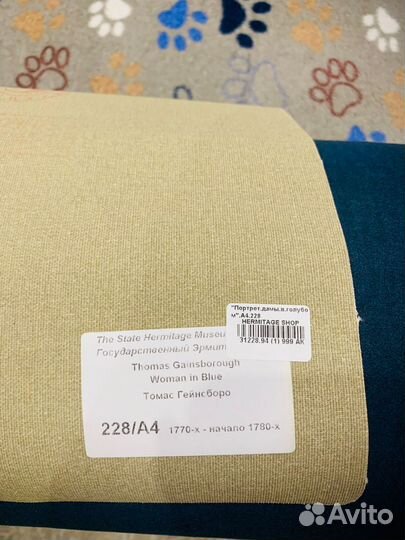 "Портрет.дамы.в.голубо
м".А4.228
HERMITAGE SHOP
31228.94 (1) 999 АК
The State Hermitage Museu
Государственный Эрмит
Thomas Gainsborough
Woman in Blue
Томас Гейнсборо
228/A4 1770-х - начало 1780-х
Avito